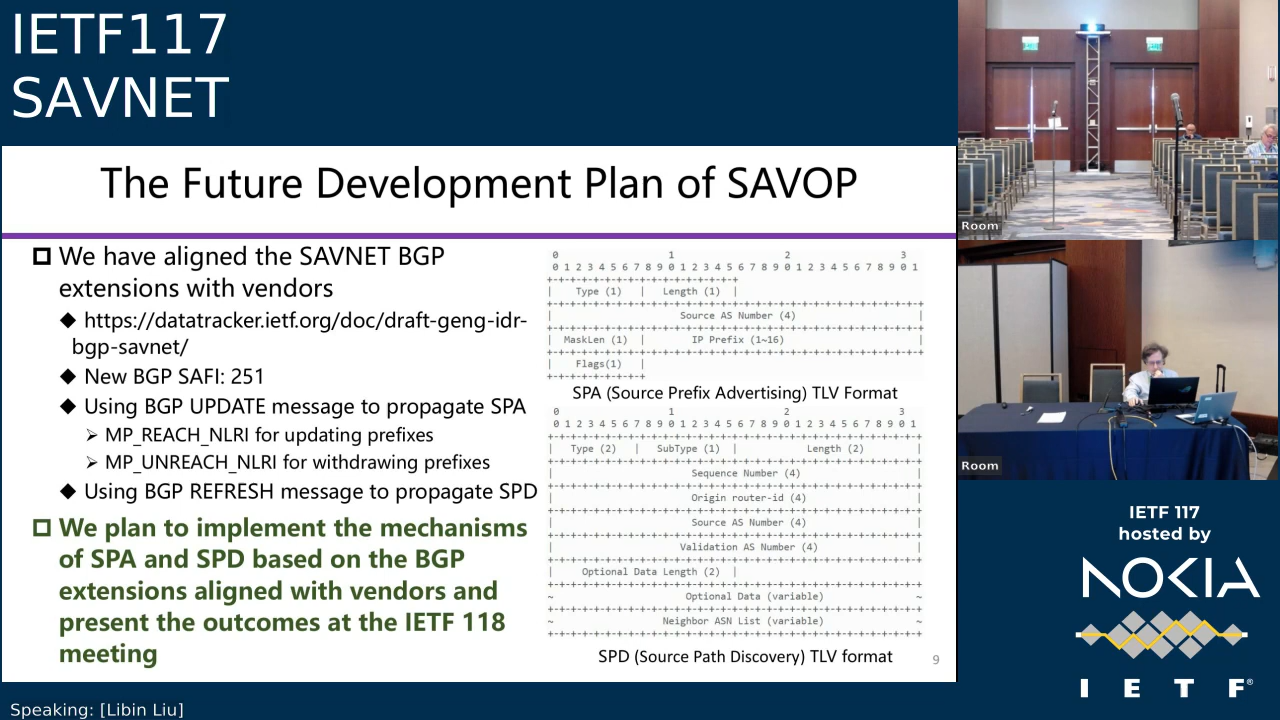 IETF117
SAVNET
The Future Development Plan of SAVOP
We have aligned the SAVNET BGP
extensions with vendors
https://datatracker.ietf.org/doc/draft-geng-idr-
bgp-savnet/
New BGP SAFI: 251
Using BGP UPDATE message to propagate SPA
MP_REACH_NLRI for updating prefixes
MP_UNREACH_NLRI for withdrawing prefixes
Using BGP REFRESH message to propagate SPD
We plan to implement the mechanisms
of SPA and SPD based on the BGP
extensions aligned with vendors and
present the outcomes at the IETF 118
meeting
0 1 2 3
0 1 2 3 4 5 6 7 8 9 0 1 2 3 4 5 6 7 8 9 0 1 2 3 4 5 6 7 8 9 0 1
Type (1) | Length (1)
Source AS Number (4)
MaskLen (1) | IP Prefix (1~16)
Flags(1)
SPA (Source Prefix Advertising) TLV Format
0 1 2 3
0 1 2 3 4 5 6 7 8 9 0 1 2 3 4 5 6 7 8 9 0 1 2 3 4 5 6 7 8 9 0 1
Type (2) | SubType (1) | Length (2)
Sequence Number (4)
Origin router-id (4)
Source AS Number (4)
Validation AS Number (4)
Optional Data Length (2)
~ Optional Data (variable) ~
~ Neighbor ASN List (variable) ~
SPD (Source Path Discovery) TLV format
9
Speaking: [Libin Liu]
Room
Room
IETF 117
hosted by
NOKIA
I E T F®